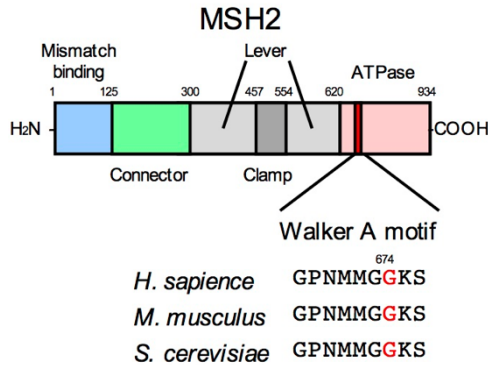 MSH2
Mismatch binding
Lever
ATPase
1 125 300 457 554 620 934
H2N
COOH
Connector
Clamp
Walker A motif
674
H. sapience GPNMMGGKS
M. musculus GPNMMGGKS
S. cerevisiae GPNMMGGKS